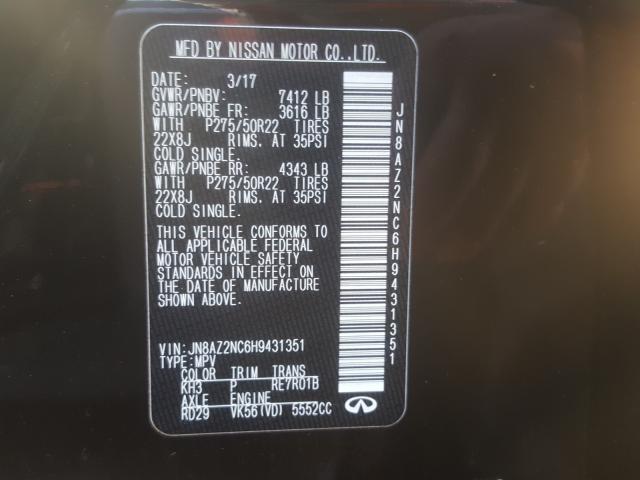 MFD BY NISSAN MOTOR CO.,LTD.
DATE: 3/17
GVWR/PNBV: 7412 LB
GAWR/PNBE FR: 3616 LB
WITH P275/50R22 TIRES
22X8J RIMS. AT 35PSI
COLD SINGLE.
GAWR/PNBE RR: 4343 LB
WITH P275/50R22 TIRES
22X8J RIMS. AT 35PSI
COLD SINGLE.
THIS VEHICLE CONFORMS TO
ALL APPLICABLE FEDERAL
MOTOR VEHICLE SAFETY
STANDARDS IN EFFECT ON
THE DATE OF MANUFACTURE
SHOWN ABOVE.
VIN:JN8AZ2NC6H9431351
TYPE:MPV
COLOR TRIM TRANS
KH3 P RE7R01B
AXLE ENGINE
RD29 VK56(VD) 5552CC
JN8AZ2NC6H9431351